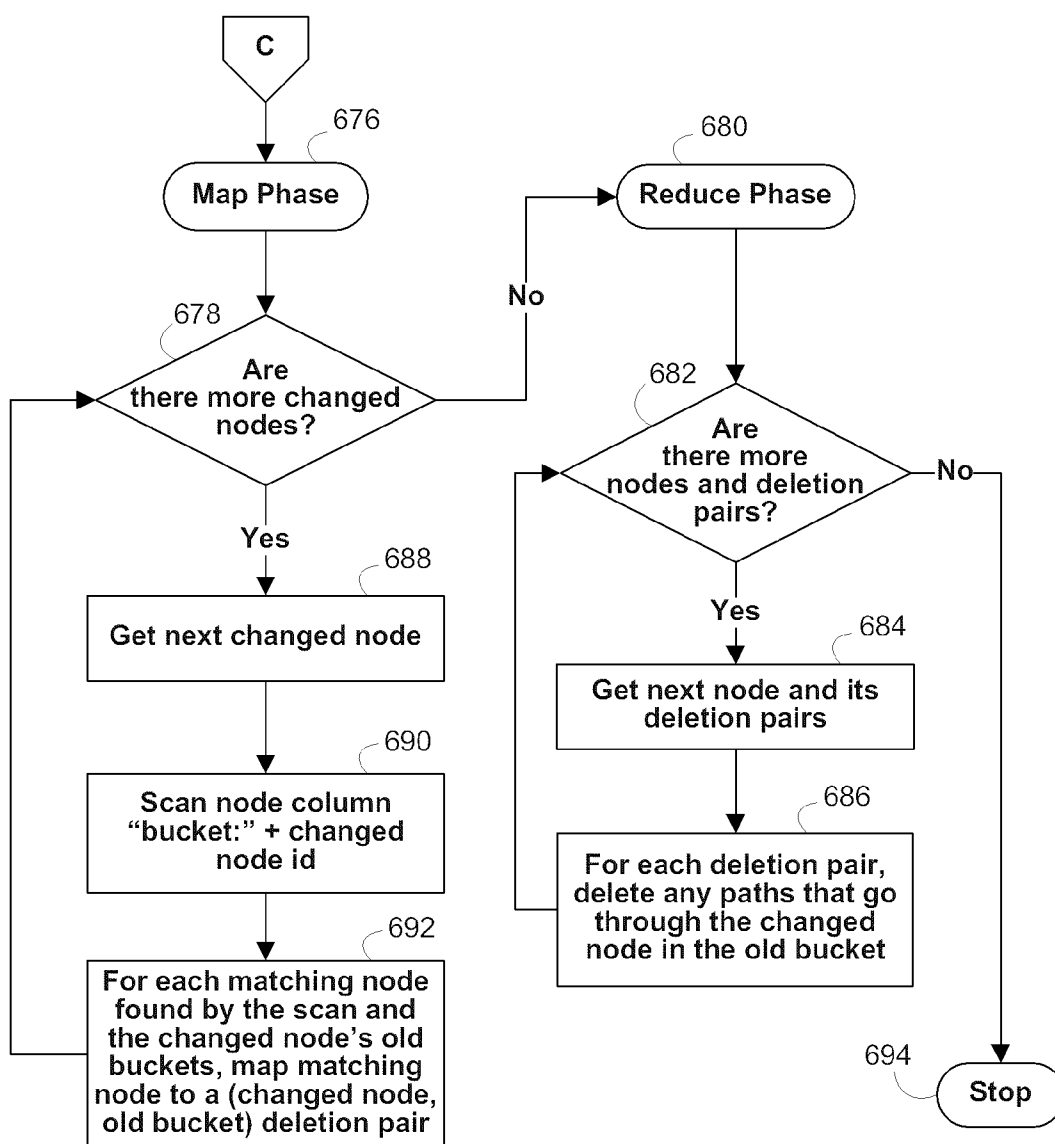 C
676
Map Phase
678
Are
there more changed
nodes?
No
Yes
688
Get next changed node
690
Scan node column
“bucket:” + changed
node id
692
For each matching node
found by the scan and
the changed node’s old
buckets, map matching
node to a (changed node,
old bucket) deletion pair
680
Reduce Phase
682
Are
there more
nodes and deletion
pairs?
No
Yes
684
Get next node and its
deletion pairs
686
For each deletion pair,
delete any paths that go
through the changed
node in the old bucket
694
Stop